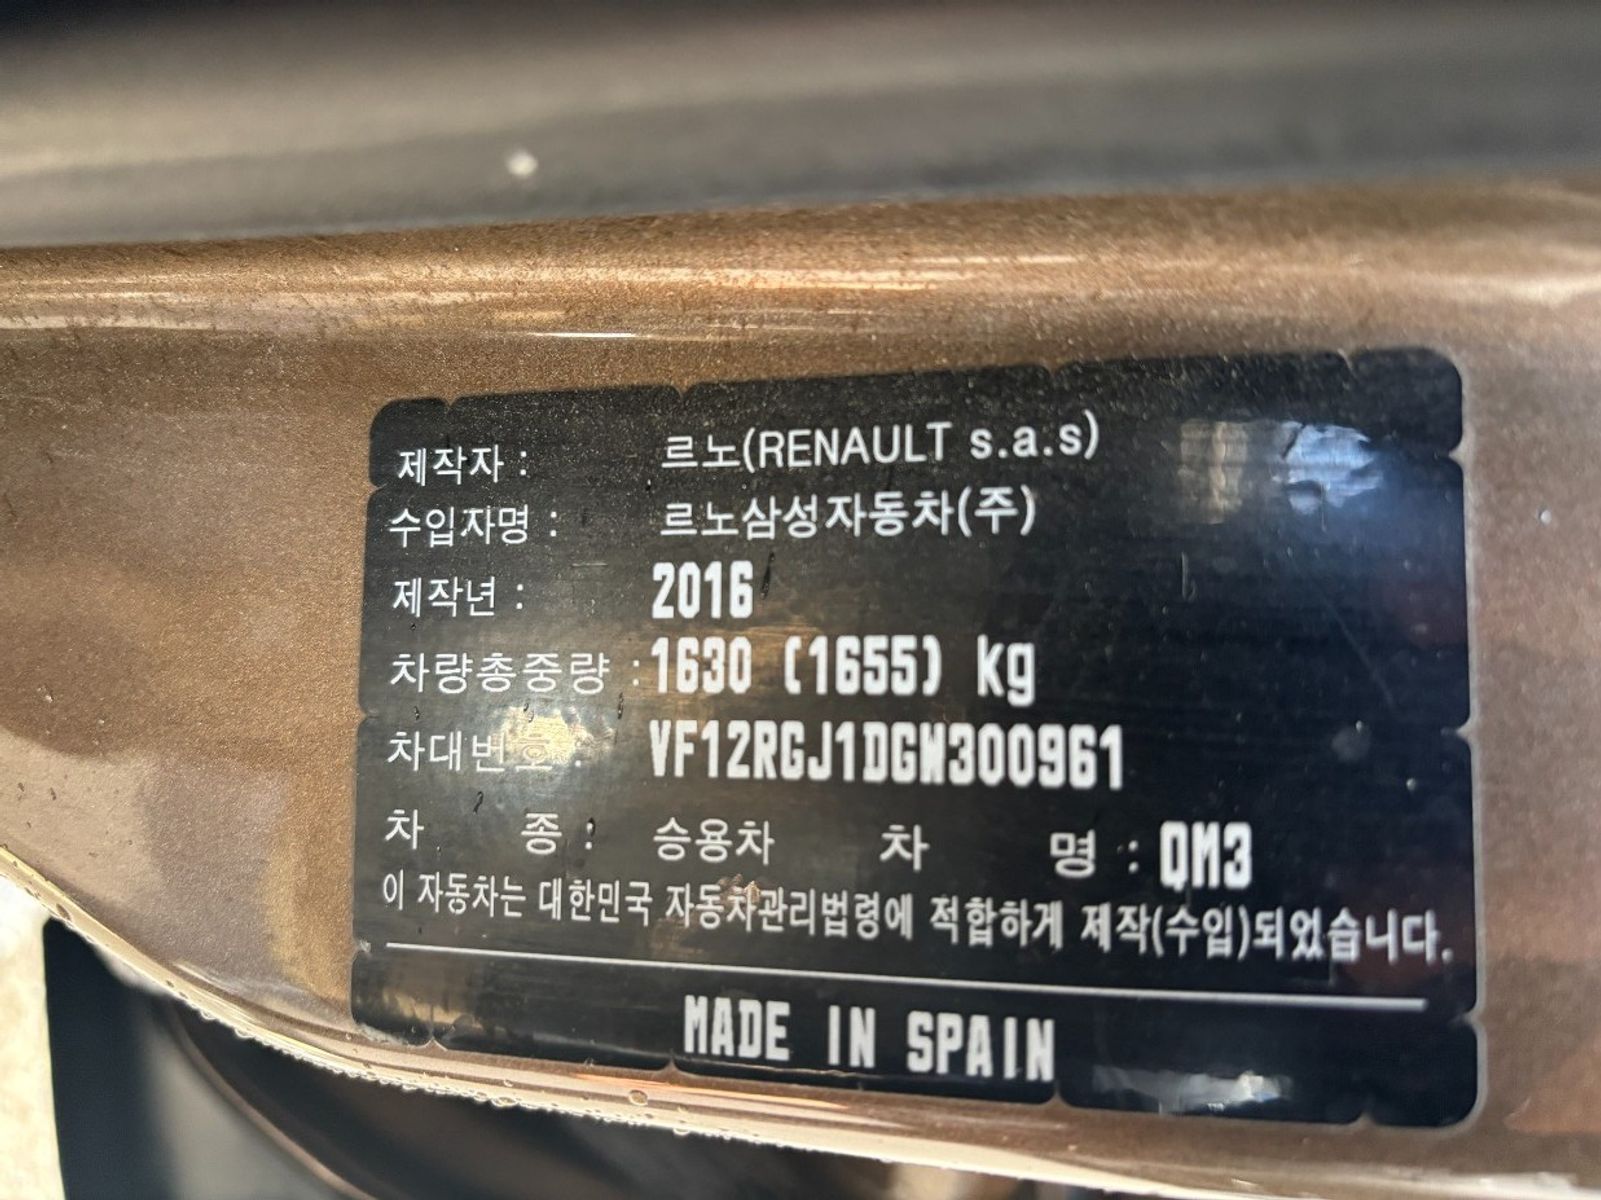 제작자 : 르노(RENAULT s.a.s)
수입자명 : 르노삼성자동차(주)
제작년 : 2016
차량총중량 : 1630 (1655) kg
차대번호 : VF12RGJ1DGW300961
차 종 : 승용차 차 명 : QM3
이 자동차는 대한민국 자동차관리법령에 적합하게 제작(수입)되었습니다.
MADE IN SPAIN